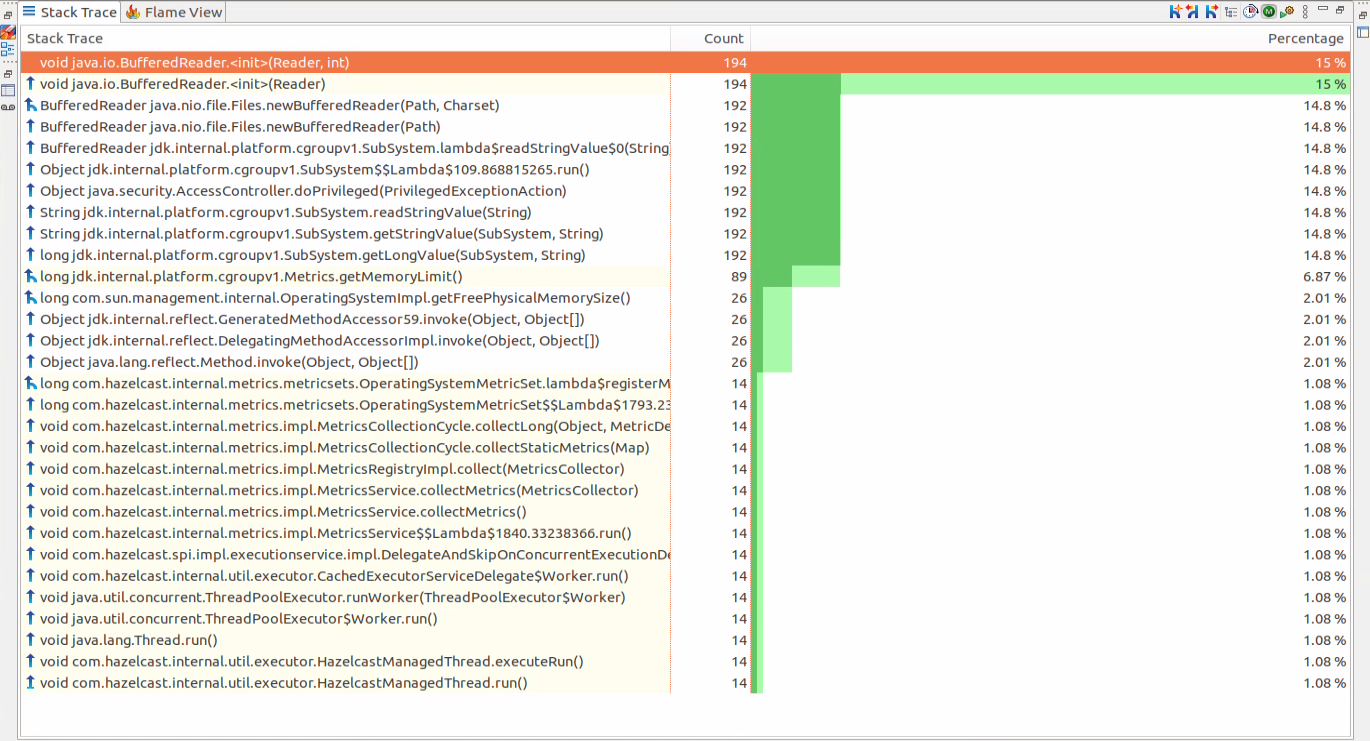 Stack Trace Flame View
Stack Trace Count Percentage
void java.io.BufferedReader.<init>(Reader, int) 194 15 %
void java.io.BufferedReader.<init>(Reader) 194 15 %
BufferedReader java.nio.file.Files.newBufferedReader(Path, Charset) 192 14.8 %
BufferedReader java.nio.file.Files.newBufferedReader(Path) 192 14.8 %
BufferedReader jdk.internal.platform.cgroupv1.SubSystem.lambda$readStringValue$0(String 192 14.8 %
Object jdk.internal.platform.cgroupv1.SubSystem$$Lambda$109.868815265.run() 192 14.8 %
Object java.security.AccessController.doPrivileged(PrivilegedExceptionAction) 192 14.8 %
String jdk.internal.platform.cgroupv1.SubSystem.readStringValue(String) 192 14.8 %
String jdk.internal.platform.cgroupv1.SubSystem.getStringValue(SubSystem, String) 192 14.8 %
long jdk.internal.platform.cgroupv1.SubSystem.getLongValue(SubSystem, String) 192 14.8 %
long jdk.internal.platform.cgroupv1.Metrics.getMemoryLimit() 89 6.87 %
long com.sun.management.internal.OperatingSystemImpl.getFreePhysicalMemorySize() 26 2.01 %
Object jdk.internal.reflect.GeneratedMethodAccessor59.invoke(Object, Object[]) 26 2.01 %
Object jdk.internal.reflect.DelegatingMethodAccessorImpl.invoke(Object, Object[]) 26 2.01 %
Object java.lang.reflect.Method.invoke(Object, Object[]) 26 2.01 %
long com.hazelcast.internal.metrics.metricsets.OperatingSystemMetricSet.lambda$registerM 14 1.08 %
long com.hazelcast.internal.metrics.metricsets.OperatingSystemMetricSet$$Lambda$1793.23 14 1.08 %
void com.hazelcast.internal.metrics.impl.MetricsCollectionCycle.collectLong(Object, MetricDe 14 1.08 %
void com.hazelcast.internal.metrics.impl.MetricsCollectionCycle.collectStaticMetrics(Map) 14 1.08 %
void com.hazelcast.internal.metrics.impl.MetricsRegistryImpl.collect(MetricsCollector) 14 1.08 %
void com.hazelcast.internal.metrics.impl.MetricsService.collectMetrics(MetricsCollector) 14 1.08 %
void com.hazelcast.internal.metrics.impl.MetricsService.collectMetrics() 14 1.08 %
void com.hazelcast.internal.metrics.impl.MetricsService$$Lambda$1840.33238366.run() 14 1.08 %
void com.hazelcast.spi.impl.executionservice.impl.DelegateAndSkipOnConcurrentExecutionDe 14 1.08 %
void com.hazelcast.internal.util.executor.CachedExecutorServiceDelegate$Worker.run() 14 1.08 %
void java.util.concurrent.ThreadPoolExecutor.runWorker(ThreadPoolExecutor$Worker) 14 1.08 %
void java.util.concurrent.ThreadPoolExecutor$Worker.run() 14 1.08 %
void java.lang.Thread.run() 14 1.08 %
void com.hazelcast.internal.util.executor.HazelcastManagedThread.executeRun() 14 1.08 %
void com.hazelcast.internal.util.executor.HazelcastManagedThread.run() 14 1.08 %